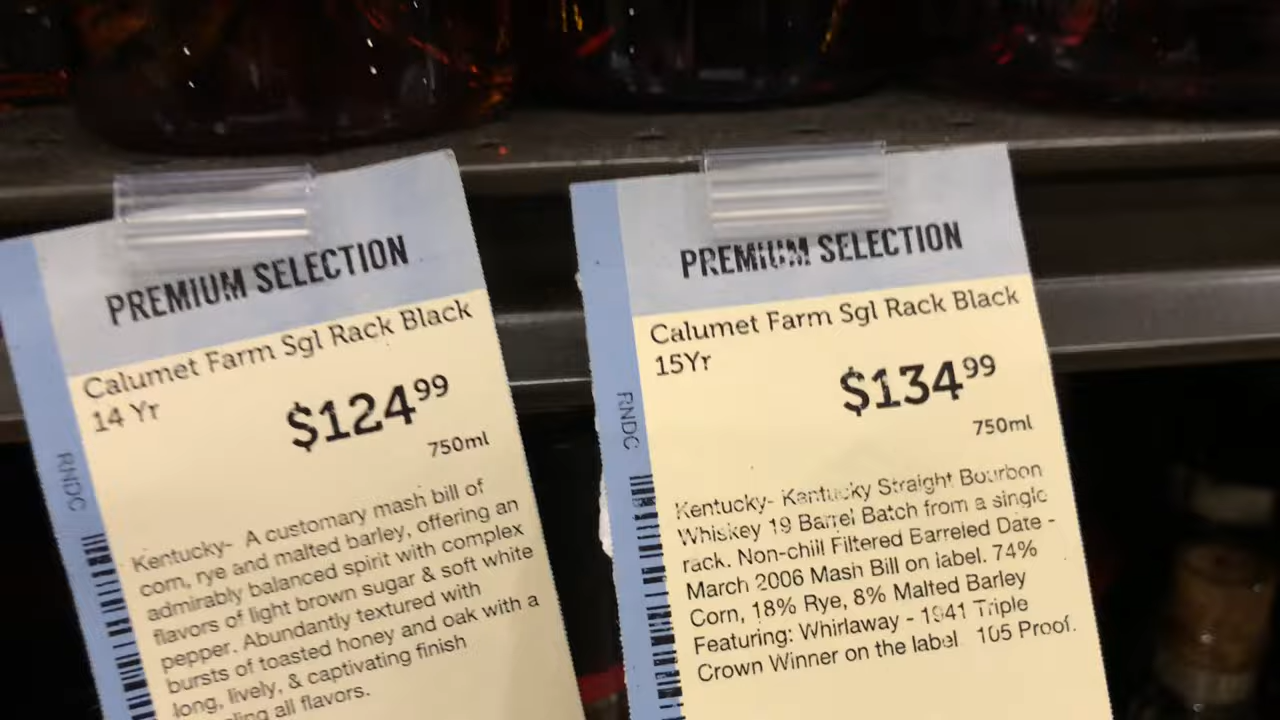 PREMIUM SELECTION
Calumet Farm Sgl Rack Black
14 Yr
$124.99
750ml
RNDC
Kentucky- A customary mash bill of
corn, rye and malted barley, offering an
admirably balanced spirit with complex
flavors of light brown sugar & soft white
pepper. Abundantly textured with
bursts of toasted honey and oak with a
long, lively, & captivating finish
all flavors.
PREMIUM SELECTION
Calumet Farm Sgl Rack Black
15Yr
$134.99
750ml
RNDC
Kentucky- Kentucky Straight Bourbon
Whiskey 19 Barrel Batch from a single
rack. Non-chill Filtered Barreled Date -
March 2006 Mash Bill on label. 74%
Corn, 18% Rye, 8% Malted Barley
Featuring: Whirlaway - 1941 Triple
Crown Winner on the label 105 Proof.